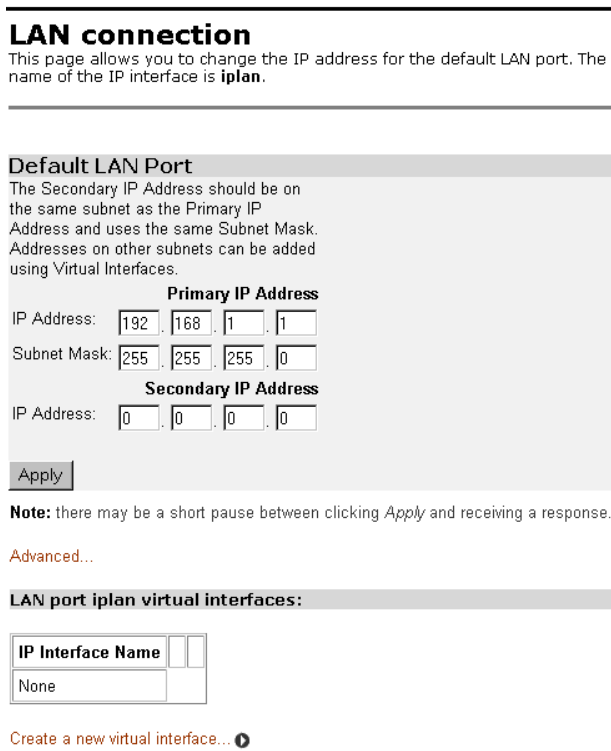 LAN connection
This page allows you to change the IP address for the default LAN port. The
name of the IP interface is iplan.
Default LAN Port
The Secondary IP Address should be on
the same subnet as the Primary IP
Address and uses the same Subnet Mask.
Addresses on other subnets can be added
using Virtual Interfaces.
Primary IP Address
IP Address: 192 . 168 . 1 . 1
Subnet Mask: 255 . 255 . 255 . 0
Secondary IP Address
IP Address: 0 . 0 . 0 . 0
Apply
Note: there may be a short pause between clicking Apply and receiving a response.
Advanced...
LAN port iplan virtual interfaces:
IP Interface Name
None
Create a new virtual interface...